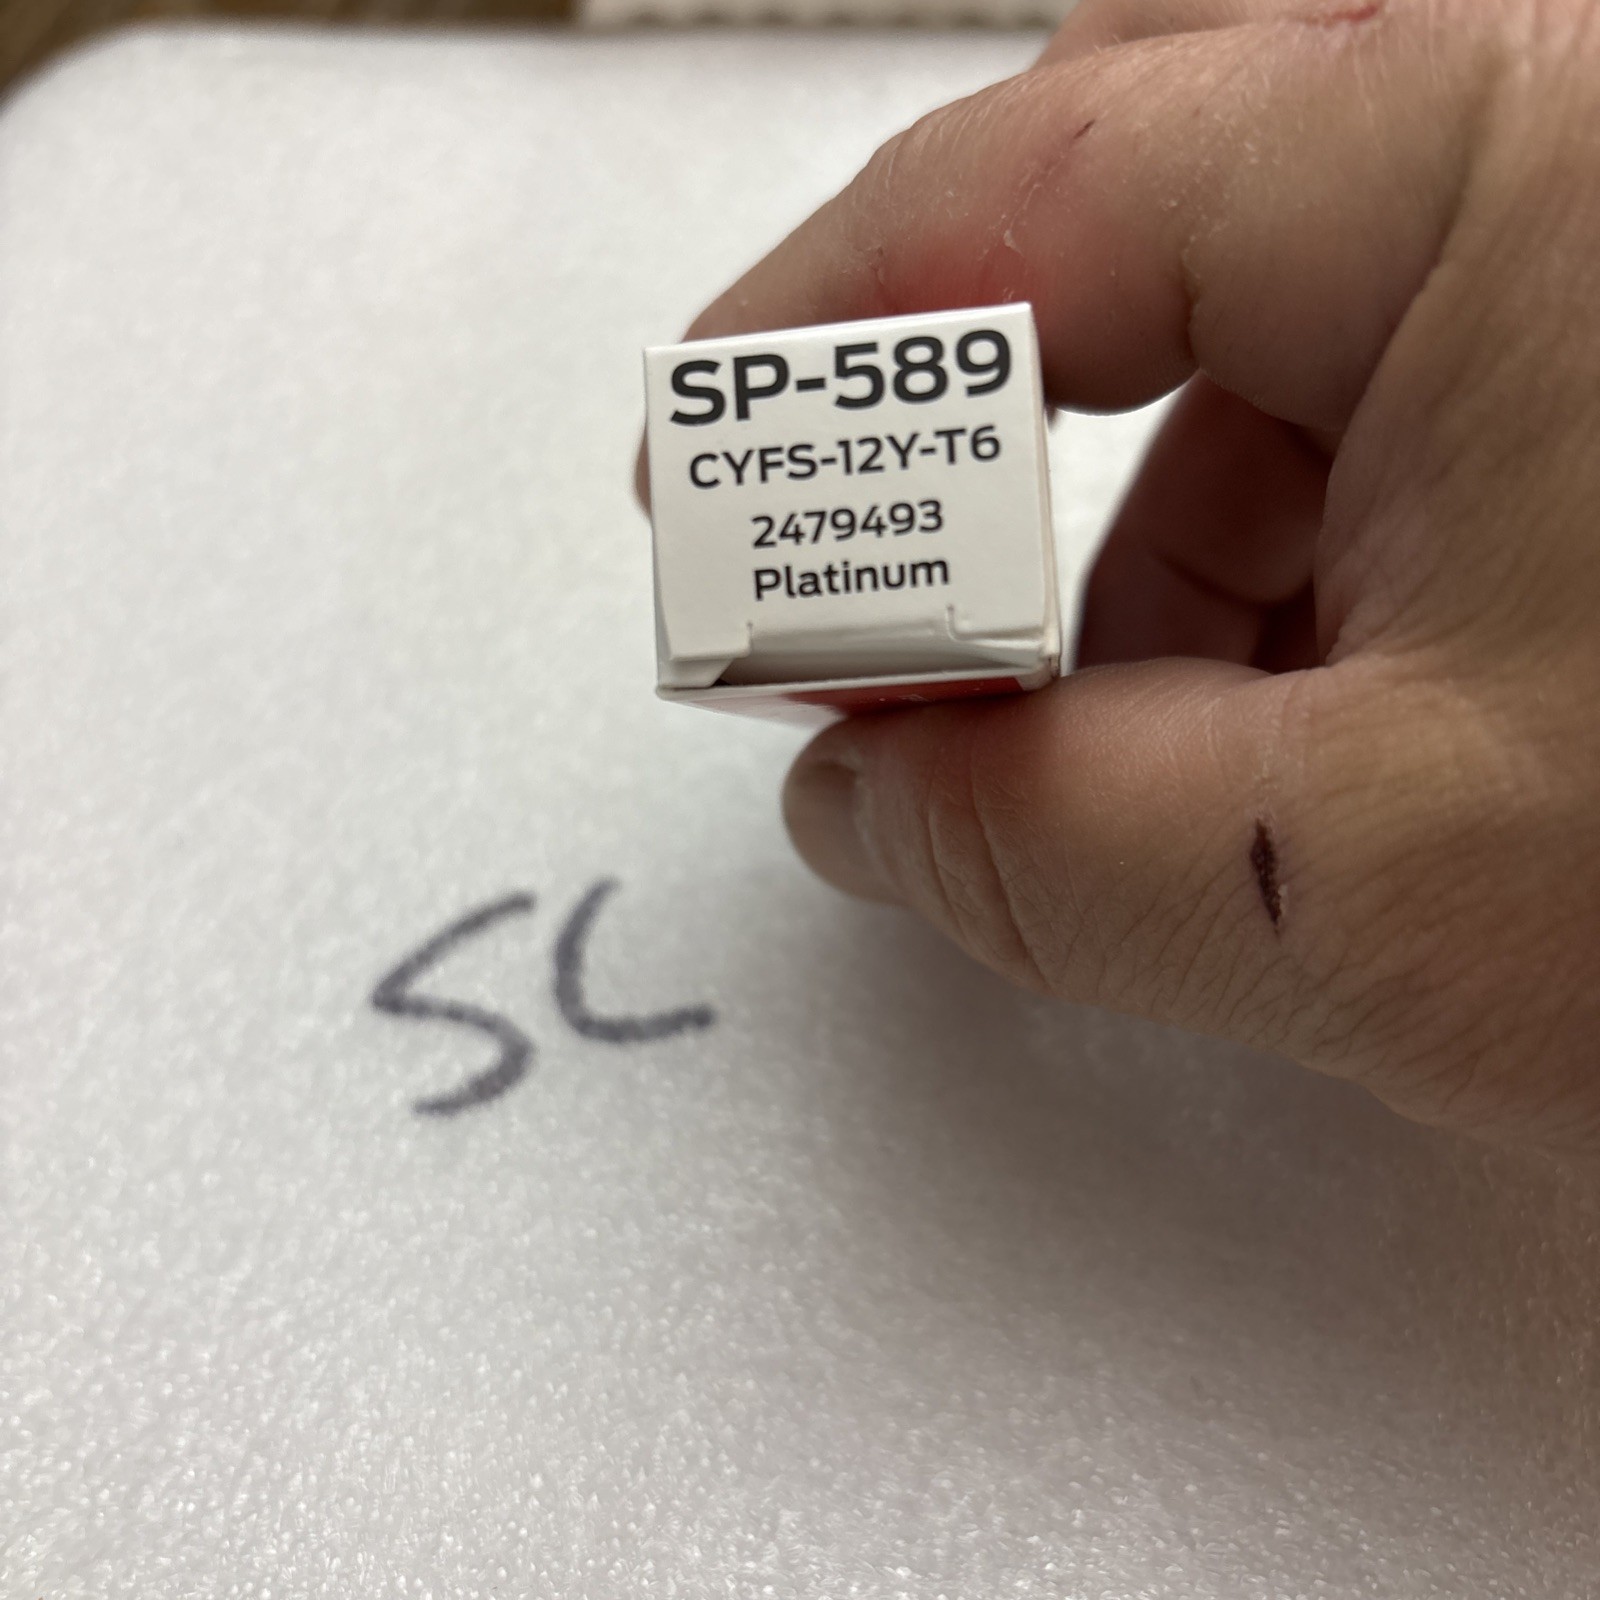 SP-589
CYFS-12Y-T6
2479493
Platinum
SL